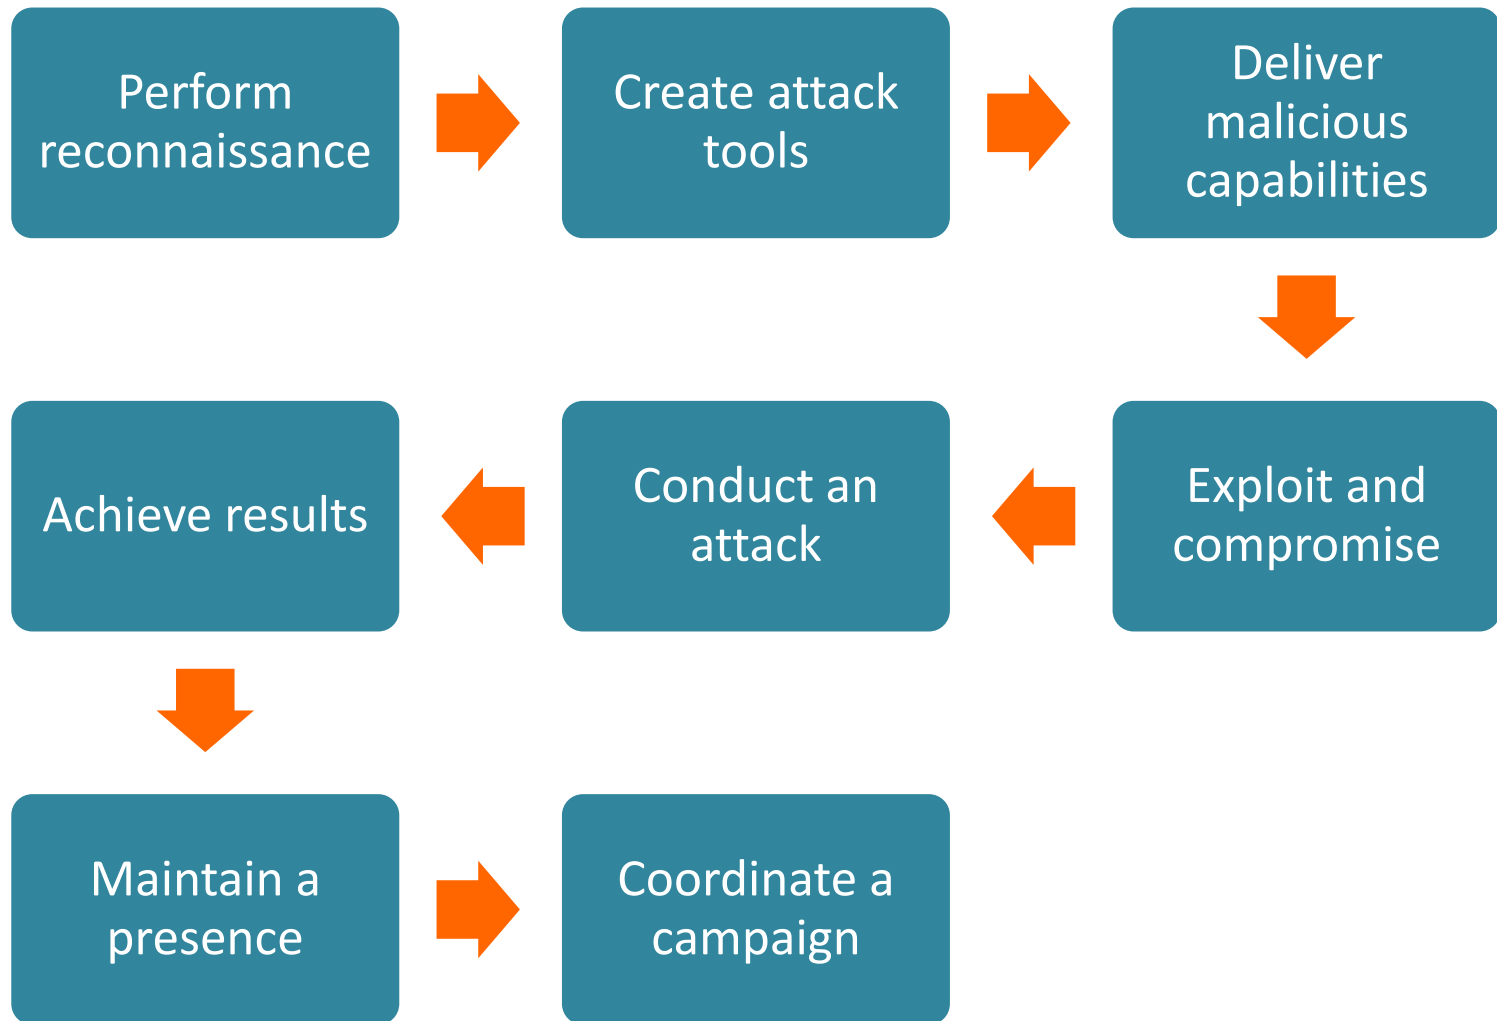 Perform
reconnaissance
Create attack
tools
Deliver
malicious
capabilities
Exploit and
compromise
Conduct an
attack
Achieve results
Maintain a
presence
Coordinate a
campaign